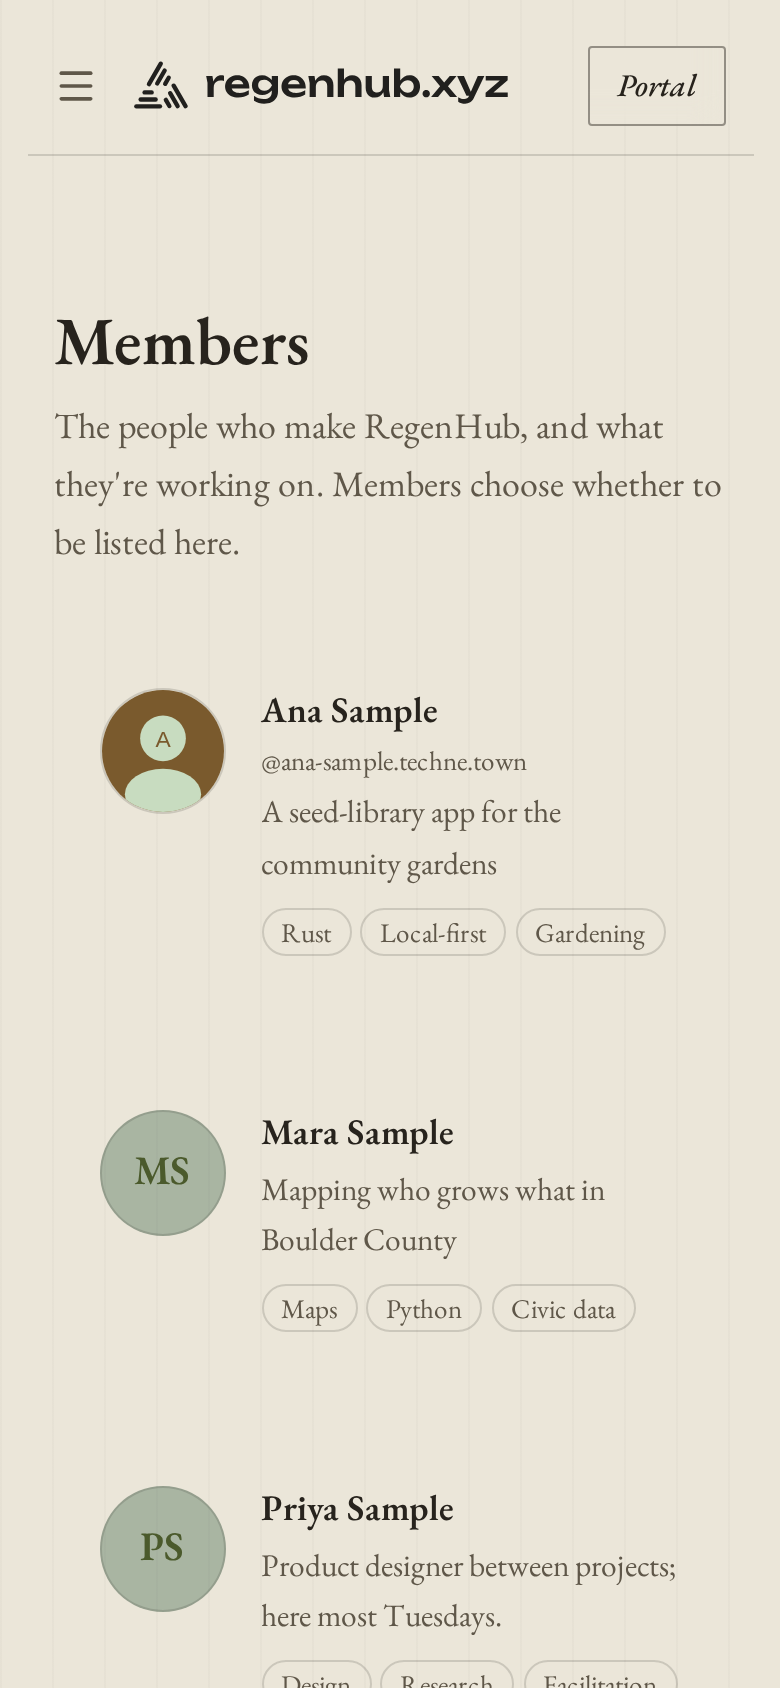 regenhub.xyz
Portal
Members
The people who make RegenHub, and what
they're working on. Members choose whether to
be listed here.
A
Ana Sample
@ana-sample.techne.town
A seed-library app for the
community gardens
Rust
Local-first
Gardening
MS
Mara Sample
Mapping who grows what in
Boulder County
Maps
Python
Civic data
PS
Priya Sample
Product designer between projects;
here most Tuesdays.
Design
Research
Facilitation